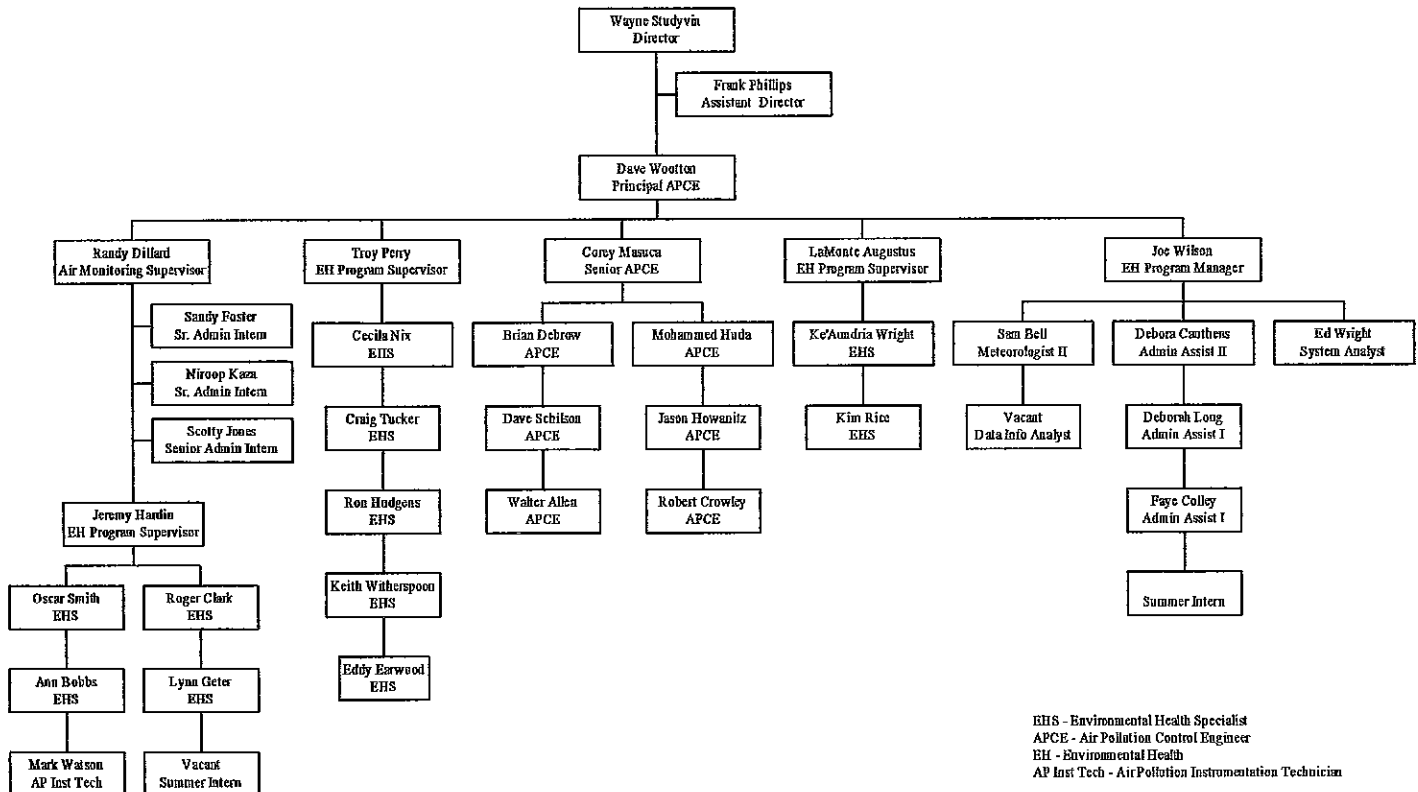 Wayne Studyvin
Director
Frank Phillips
Assistant Director
Dave Wootton
Principal APCE
Randy Dillard
Air Monitoring Supervisor
Troy Perry
EH Program Supervisor
Corey Masuca
Senior APCE
LaMonte Augustus
EH Program Supervisor
Joe Wilson
EH Program Manager
Sandy Foster
Sr. Admin Intern
Niroop Kaza
Sr. Admin Intern
Scotty Jones
Senior Admin Intern
Jeremy Hardin
EH Program Supervisor
Oscar Smith
EHS
Ann Bobbs
EHS
Mark Watson
AP Inst Tech
Roger Clark
EHS
Lynn Geter
EHS
Vacant
Summer Intern
Cecila Nix
EHS
Craig Tucker
EHS
Ron Hudgens
EHS
Keith Witherspoon
EHS
Eddy Earwood
EHS
Brian Debrow
APCE
Dave Schilson
APCE
Walter Allen
APCE
Mohammed Huda
APCE
Jason Howanitz
APCE
Robert Crowley
APCE
Ke'Aundria Wright
EHS
Kim Rice
EHS
Sam Bell
Meteorologist II
Vacant
Data Info Analyst
Debora Canthens
Admin Assist II
Deborah Long
Admin Assist I
Faye Colley
Admin Assist I
Summer Intern
Ed Wright
System Analyst
EHS - Environmental Health Specialist
APCE - Air Pollution Control Engineer
EH - Environmental Health
AP Inst Tech - Air Pollution Instrumentation Technician